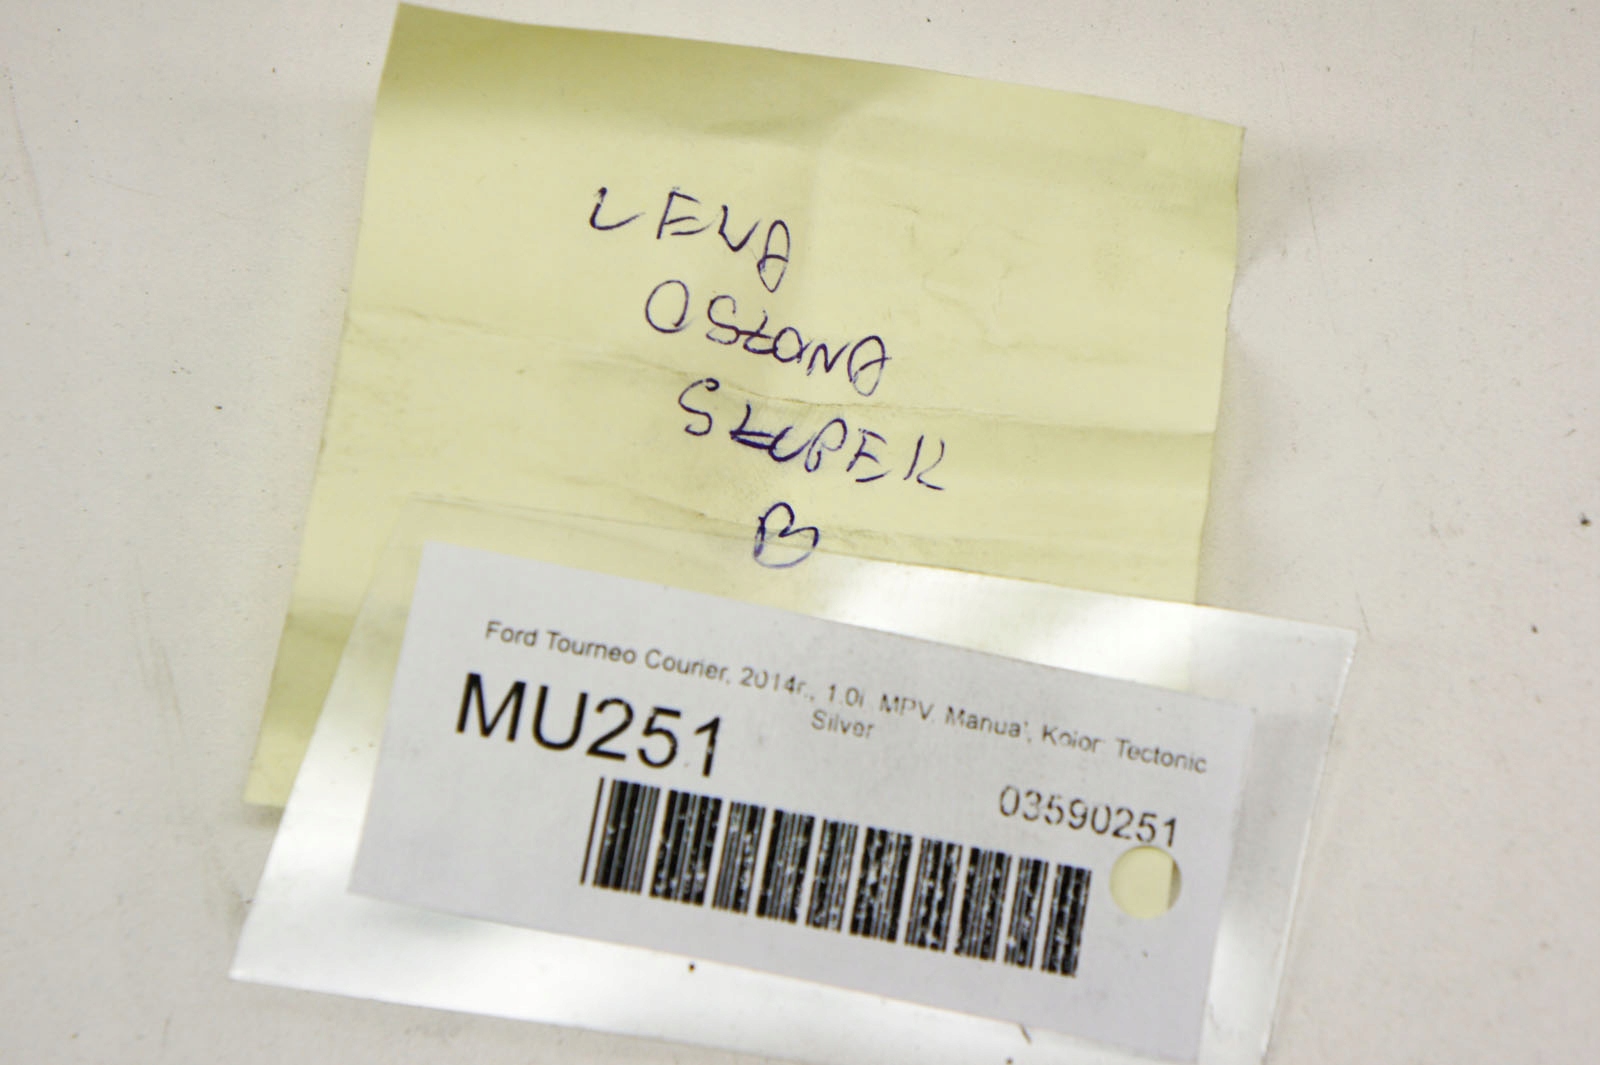 LEWA
OSŁONA
SŁUPEK
B
Ford Tourneo Courier, 2014r., 1.0i, MPV, Manual, Kolor: Tectonic
Silver
MU251
03590251